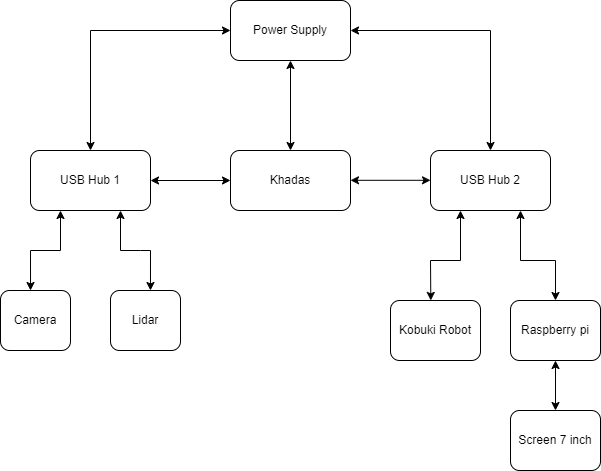 Power Supply
USB Hub 1
Khadas
USB Hub 2
Camera
Lidar
Kobuki Robot
Raspberry pi
Screen 7 inch